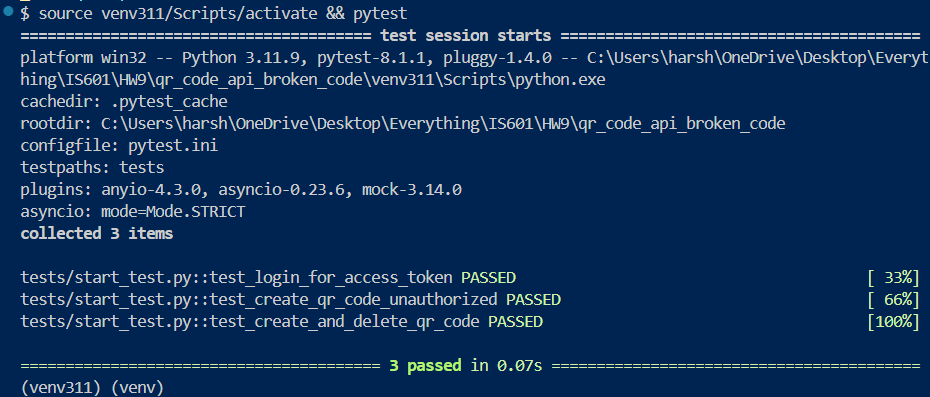 $ source venv311/Scripts/activate && pytest
===================================== test session starts ======================================
platform win32 -- Python 3.11.9, pytest-8.1.1, pluggy-1.4.0 -- C:\Users\harsh\OneDrive\Desktop\Everyt
hing\IS601\HW9\qr_code_api_broken_code\venv311\Scripts\python.exe
cachedir: .pytest_cache
rootdir: C:\Users\harsh\OneDrive\Desktop\Everything\IS601\HW9\qr_code_api_broken_code
configfile: pytest.ini
testpaths: tests
plugins: anyio-4.3.0, asyncio-0.23.6, mock-3.14.0
asyncio: mode=Mode.STRICT
collected 3 items
tests/start_test.py::test_login_for_access_token PASSED [ 33%]
tests/start_test.py::test_create_qr_code_unauthorized PASSED [ 66%]
tests/start_test.py::test_create_and_delete_qr_code PASSED [100%]
====================================== 3 passed in 0.07s =======================================
(venv311) (venv)